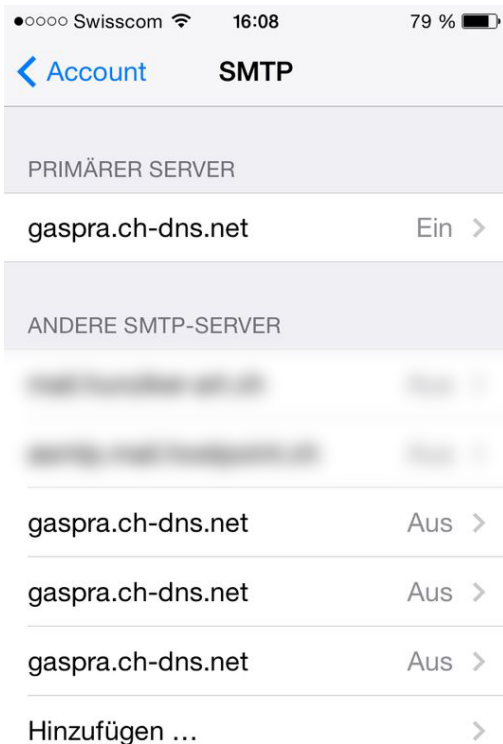 Swisscom 16:08 79 %
Account SMTP
PRIMÄRER SERVER
gaspra.ch-dns.net Ein
ANDERE SMTP-SERVER
gaspra.ch-dns.net Aus
gaspra.ch-dns.net Aus
gaspra.ch-dns.net Aus
Hinzufügen ...